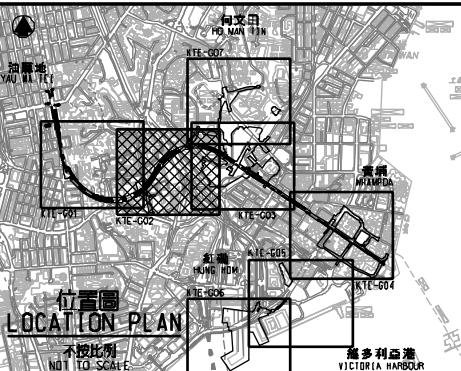 何文田
HO MAN TIN
KTE-G07
油麻地
YAU MA TEI
KTE-G01
KTE-G02
KTE-G03
黃埔
WHAMPOA
紅磡
HUNG HOM
KTE-G05
KTE-G04
KTE-G06
位置圖
LOCATION PLAN
不按比例
NOT TO SCALE
維多利亞港
VICTORIA HARBOUR